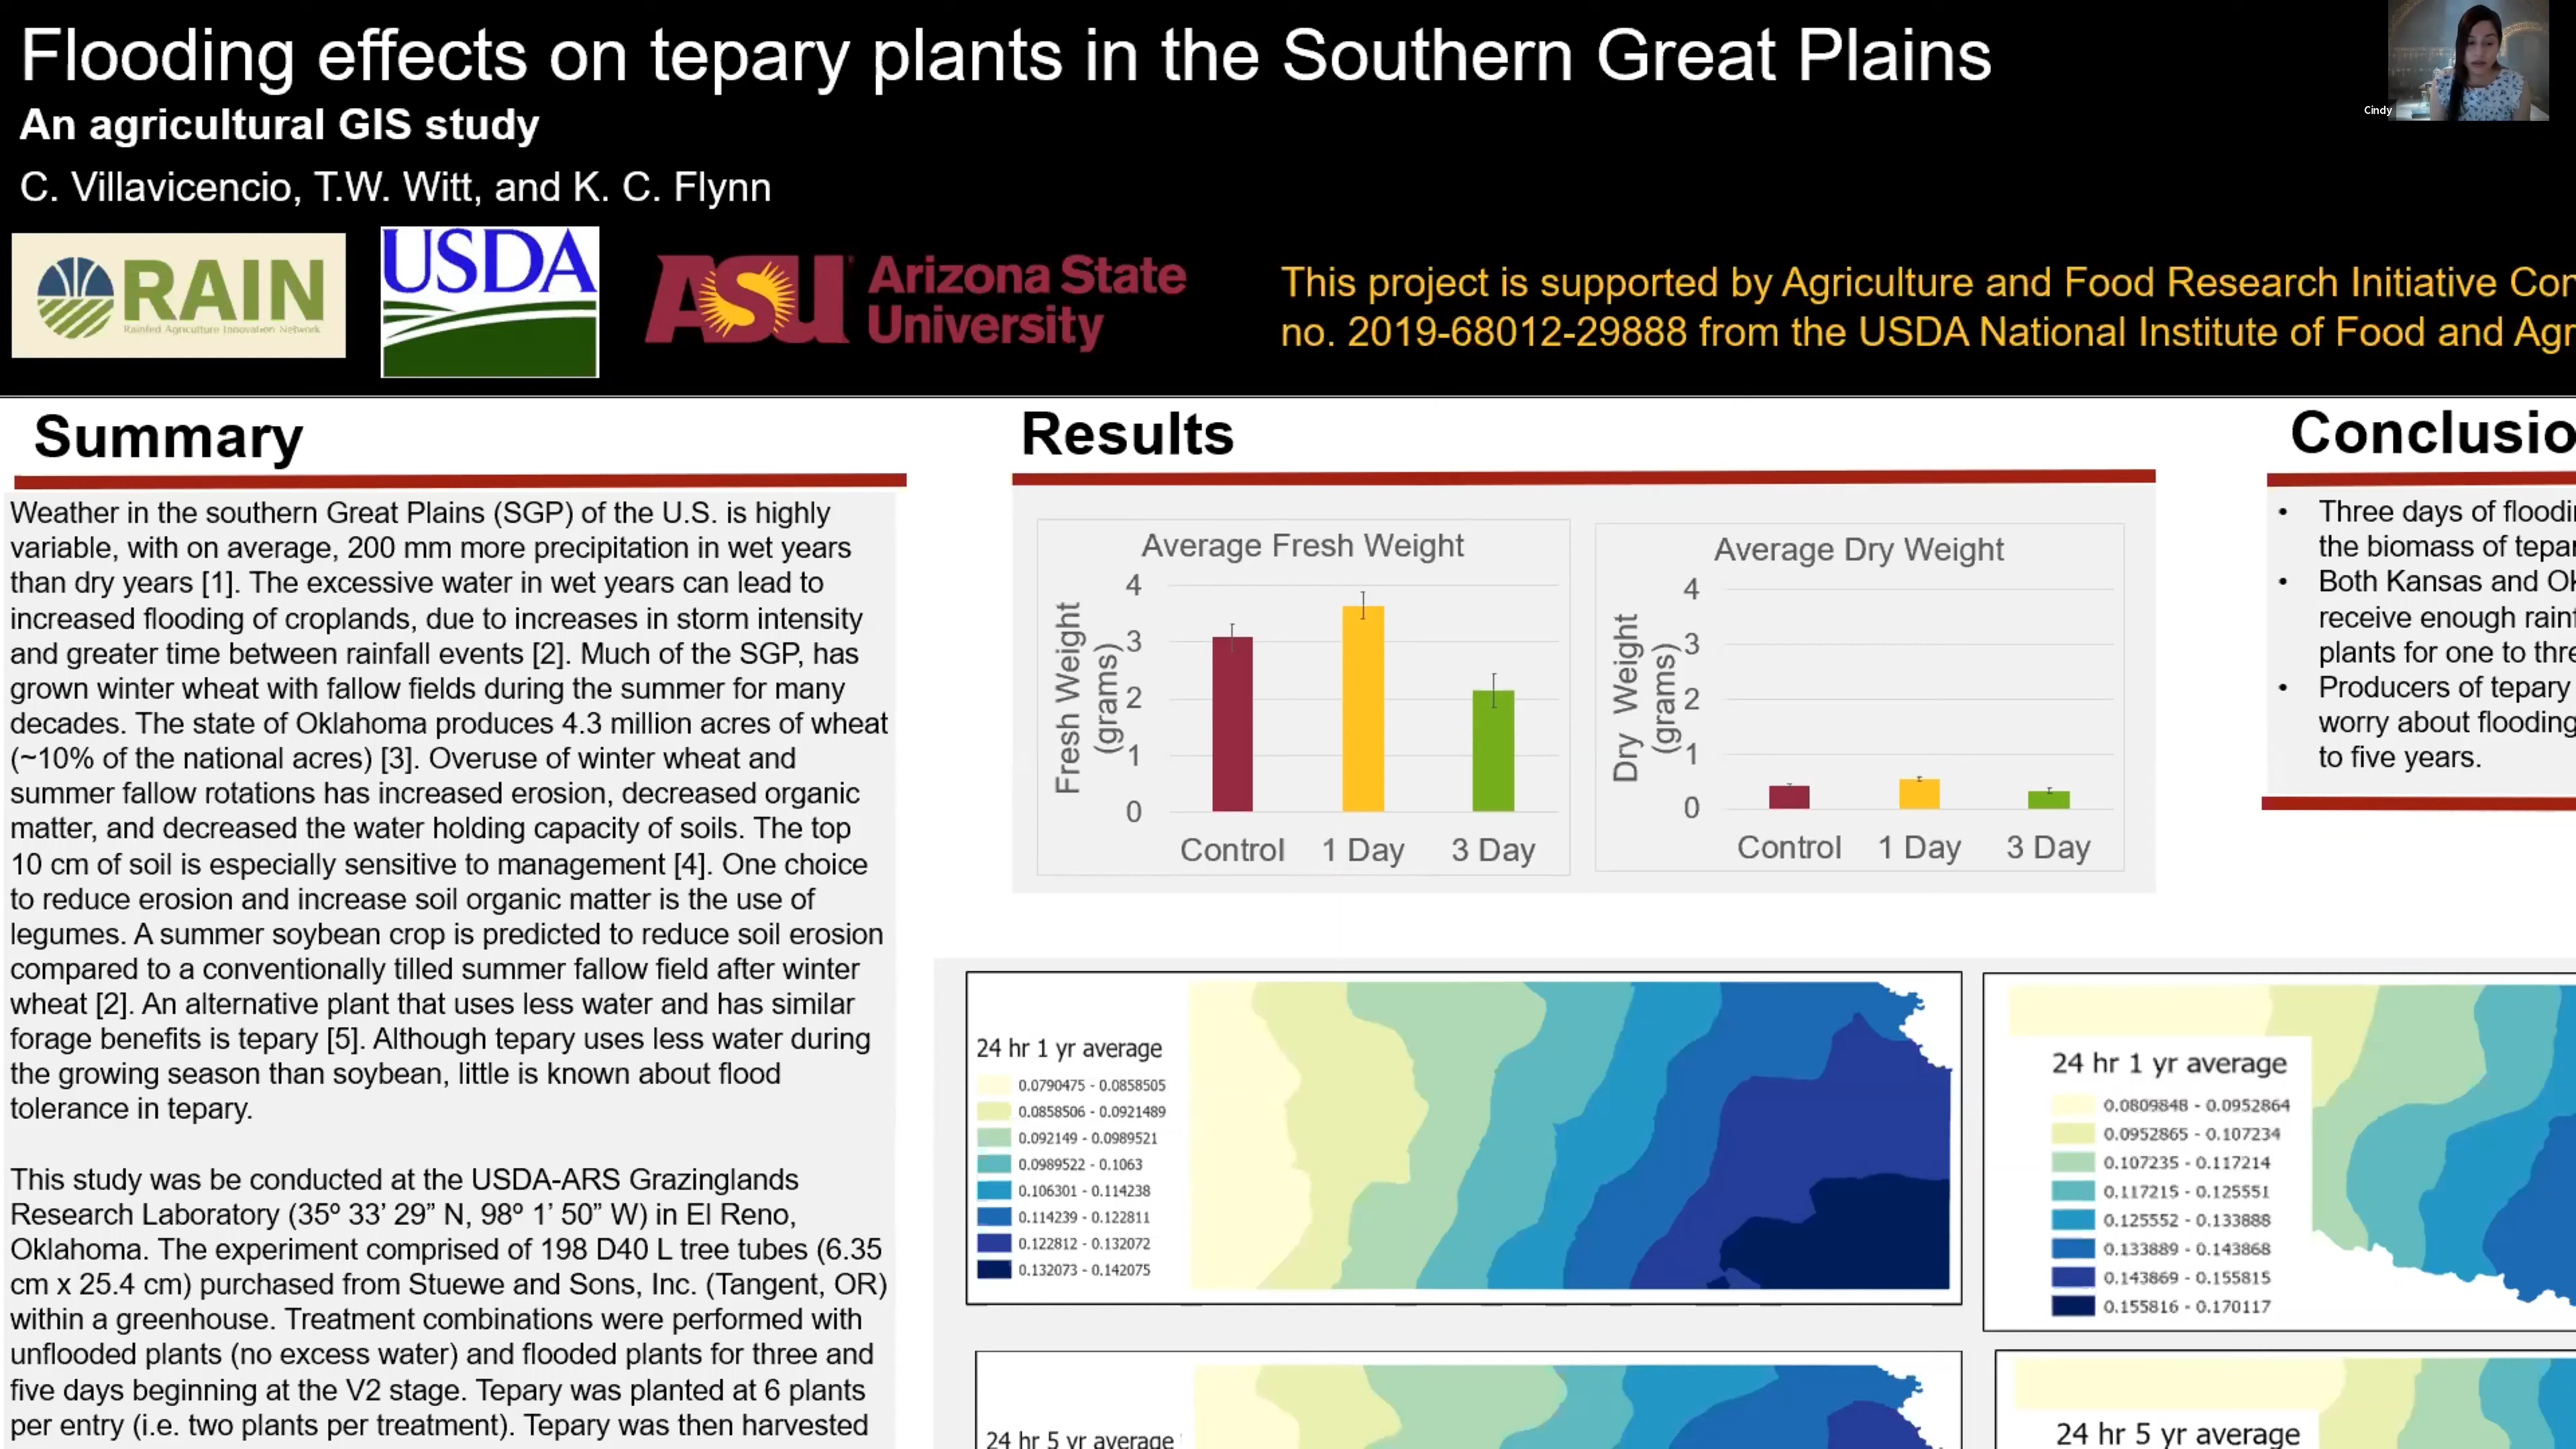 Flooding effects on tepary plants in the Southern Great Plains
An agricultural GIS study
C. Villavicencio, T.W. Witt, and K. C. Flynn
Cindy
RAIN
Rainfed Agriculture Innovation Network
USDA
ASU Arizona State
University
This project is supported by Agriculture and Food Research Initiative
no. 2019-68012-29888 from the USDA National Institute of Food and
Summary
Weather in the southern Great Plains (SGP) of the U.S. is highly
variable, with on average, 200 mm more precipitation in wet years
than dry years [1]. The excessive water in wet years can lead to
increased flooding of croplands, due to increases in storm intensity
and greater time between rainfall events [2]. Much of the SGP, has
grown winter wheat with fallow fields during the summer for many
decades. The state of Oklahoma produces 4.3 million acres of wheat
(~10% of the national acres) [3]. Overuse of winter wheat and
summer fallow rotations has increased erosion, decreased organic
matter, and decreased the water holding capacity of soils. The top
10 cm of soil is especially sensitive to management [4]. One choice
to reduce erosion and increase soil organic matter is the use of
legumes. A summer soybean crop is predicted to reduce soil erosion
compared to a conventionally tilled summer fallow field after winter
wheat [2]. An alternative plant that uses less water and has similar
forage benefits is tepary [5]. Although tepary uses less water during
the growing season than soybean, little is known about flood
tolerance in tepary.
This study was be conducted at the USDA-ARS Grazinglands
Research Laboratory (35º 33’ 29” N, 98º 1’ 50” W) in El Reno,
Oklahoma. The experiment comprised of 198 D40 L tree tubes (6.35
cm x 25.4 cm) purchased from Stuewe and Sons, Inc. (Tangent, OR)
within a greenhouse. Treatment combinations were performed with
unflooded plants (no excess water) and flooded plants for three and
five days beginning at the V2 stage. Tepary was planted at 6 plants
per entry (i.e. two plants per treatment). Tepary was then harvested
Results
Average Fresh Weight
Fresh Weight
(grams)
4
3
2
1
0
Control 1 Day 3 Day
Average Dry Weight
Dry Weight
(grams)
4
3
2
1
0
Control 1 Day 3 Day
24 hr 1 yr average
0.0790475 - 0.0858505
0.0858506 - 0.0921489
0.092149 - 0.0989521
0.0989522 - 0.1063
0.106301 - 0.114238
0.114239 - 0.122811
0.122812 - 0.132072
0.132073 - 0.142075
24 hr 1 yr average
0.0809848 - 0.0952864
0.0952865 - 0.107234
0.107235 - 0.117214
0.117215 - 0.125551
0.125552 - 0.133888
0.133889 - 0.143868
0.143869 - 0.155815
0.155816 - 0.170117
24 hr 5 yr average
24 hr 5 yr average
Conclusio
• Three days of floodi
the biomass of tepa
• Both Kansas and Ok
receive enough rain
plants for one to thre
• Producers of tepary
worry about flooding
to five years.